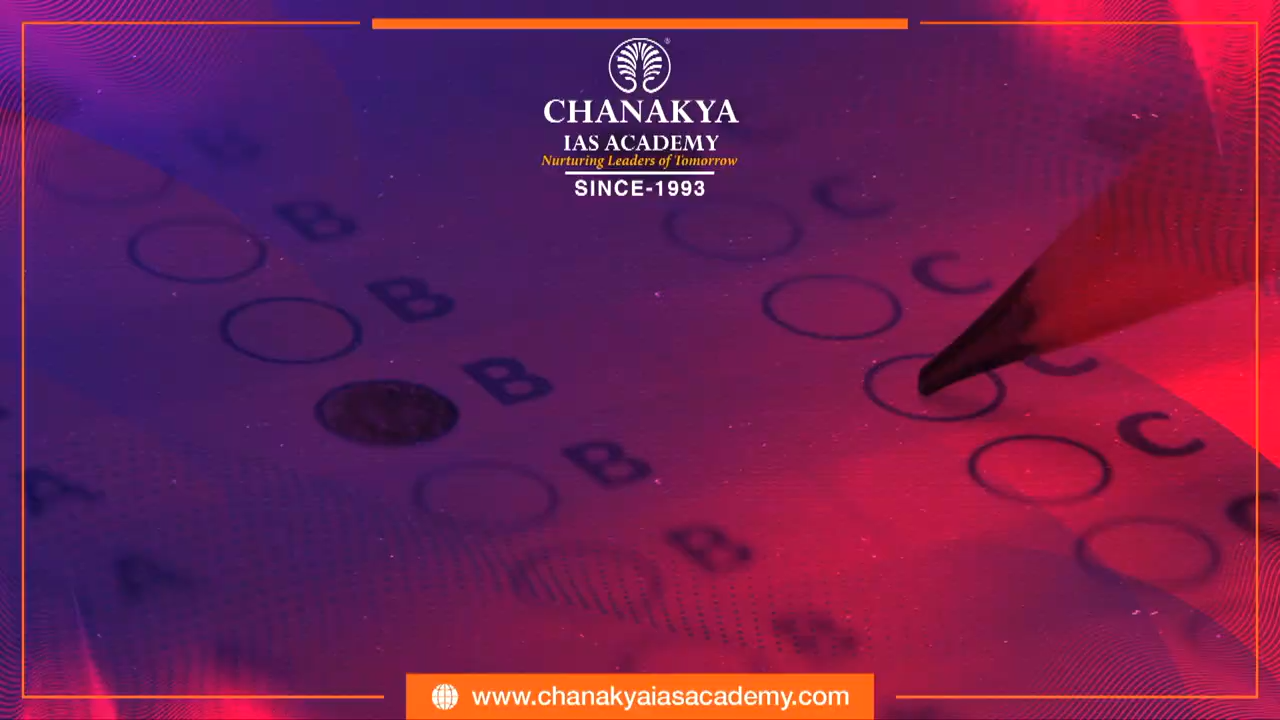 CHANAKYA
IAS ACADEMY
Nurturing Leaders of Tomorrow
SINCE-1993
B
B C
B C
B C
B C
A B
A
www.chanakyaiasacademy.com